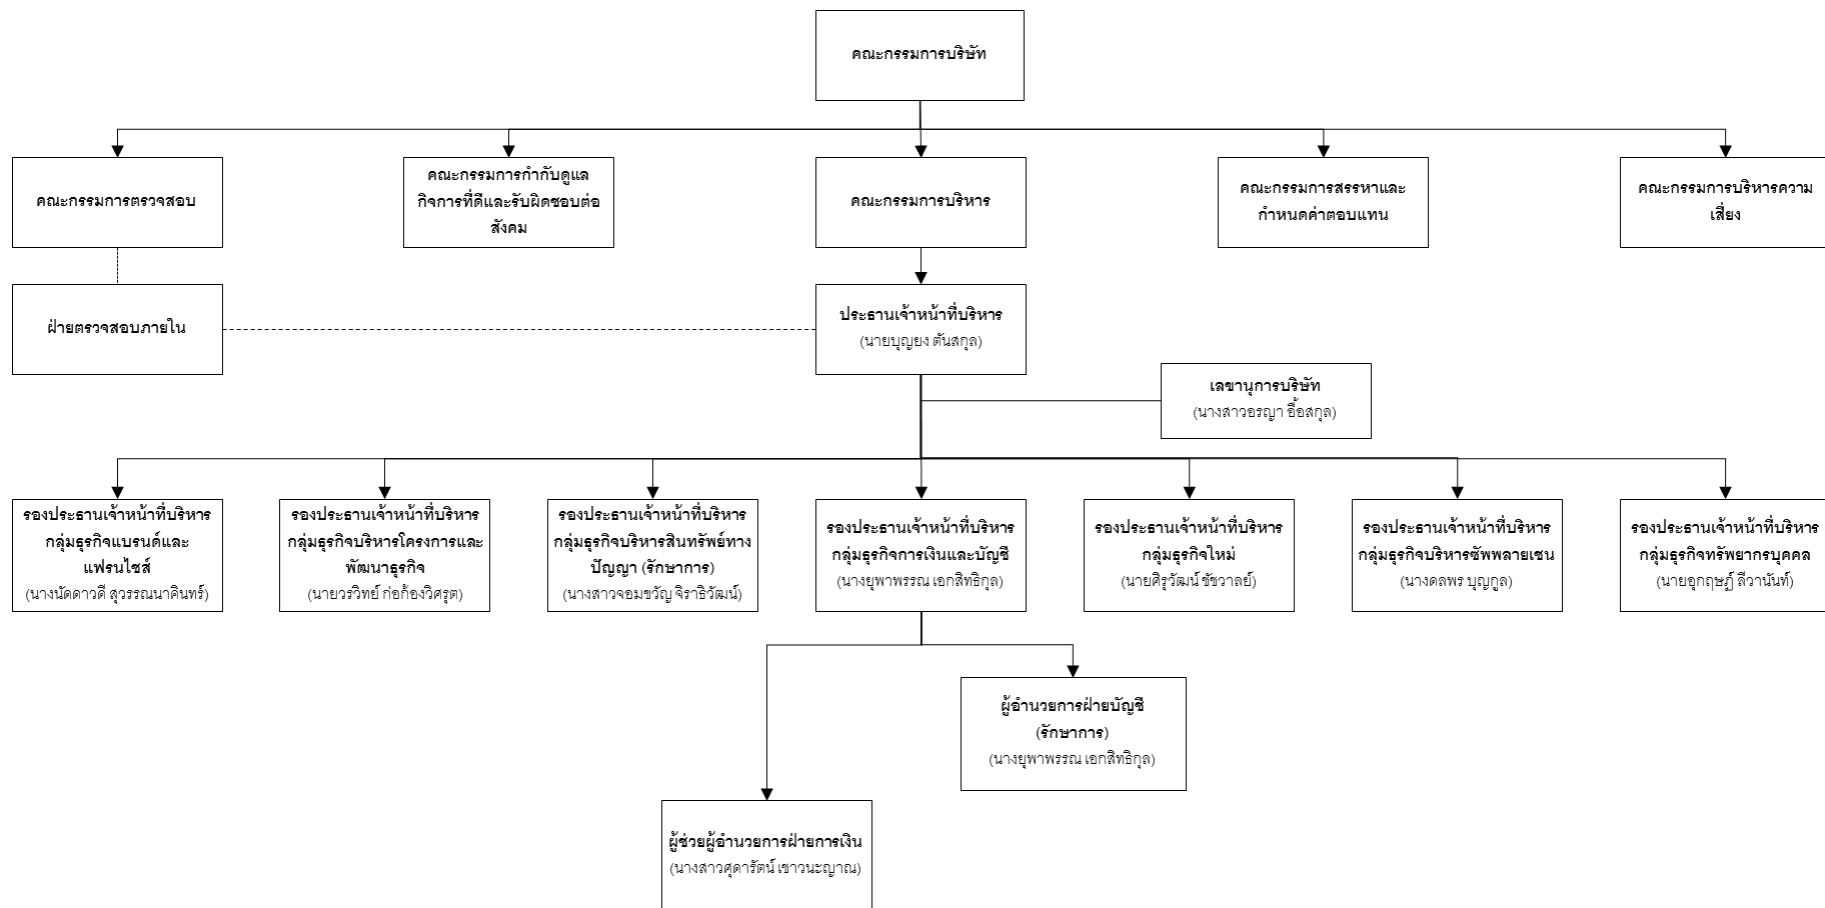 คณะกรรมการบริษัท
คณะกรรมการตรวจสอบ
คณะกรรมการกำกับดูแล
กิจการที่ดีและรับผิดชอบต่อ
สังคม
คณะกรรมการบริหาร
คณะกรรมการสรรหาและ
กำหนดค่าตอบแทน
คณะกรรมการบริหารความ
เสี่ยง
ฝ่ายตรวจสอบภายใน
ประธานเจ้าหน้าที่บริหาร
(นายบุญยง ตันสกุล)
เลขานุการบริษัท
(นางสาวอรญา อื้อสกุล)
รองประธานเจ้าหน้าที่บริหาร
กลุ่มธุรกิจแบรนด์และ
แฟรนไชส์
(นางนัดดาวดี สุวรรณนาคินทร์)
รองประธานเจ้าหน้าที่บริหาร
กลุ่มธุรกิจบริหารโครงการและ
พัฒนาธุรกิจ
(นายวรวิทย์ ก่อก้องวิศรุต)
รองประธานเจ้าหน้าที่บริหาร
กลุ่มธุรกิจบริหารสินทรัพย์ทาง
ปัญญา (รักษาการ)
(นางสาวจอมขวัญ จิราธิวัฒน์)
รองประธานเจ้าหน้าที่บริหาร
กลุ่มธุรกิจการเงินและบัญชี
(นางยุพาพรรณ เอกสิทธิกุล)
รองประธานเจ้าหน้าที่บริหาร
กลุ่มธุรกิจใหม่
(นายศิรุวัฒน์ ชัชวาลย์)
รองประธานเจ้าหน้าที่บริหาร
กลุ่มธุรกิจบริหารซัพพลายเชน
(นางดลพร บุญกูล)
รองประธานเจ้าหน้าที่บริหาร
กลุ่มธุรกิจทรัพยากรบุคคล
(นายอุกฤษฏ์ ลีวานันท์)
ผู้อำนวยการฝ่ายบัญชี
(รักษาการ)
(นางยุพาพรรณ เอกสิทธิกุล)
ผู้ช่วยผู้อำนวยการฝ่ายการเงิน
(นางสาวศุดารัตน์ เชาวนะญาณ)